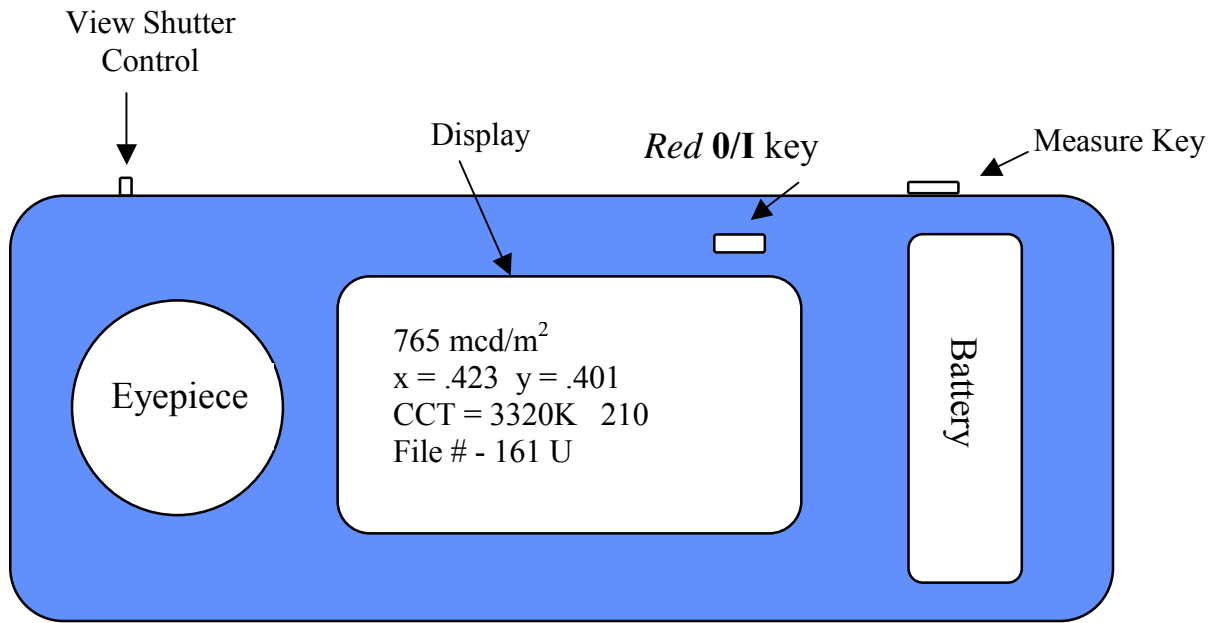 View Shutter
Control
Display
Red 0/I key
Measure Key
Eyepiece
765 mcd/m²
x = .423  y = .401
CCT = 3320K   210
File # - 161 U
Battery